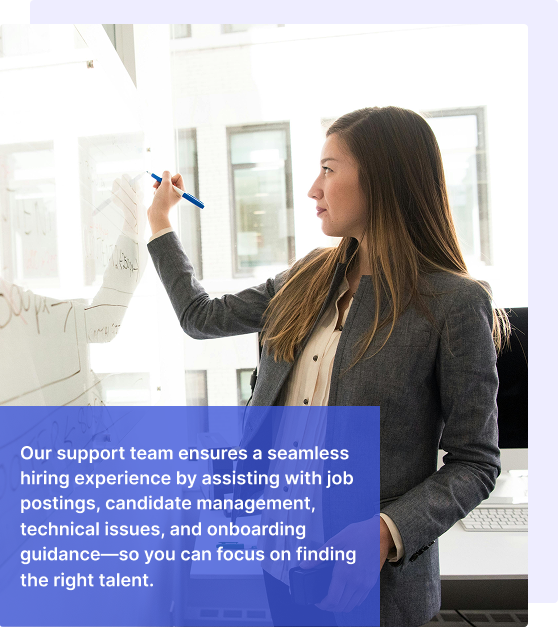 Our support team ensures a seamless
hiring experience by assisting with job
postings, candidate management,
technical issues, and onboarding
guidance—so you can focus on finding
the right talent.